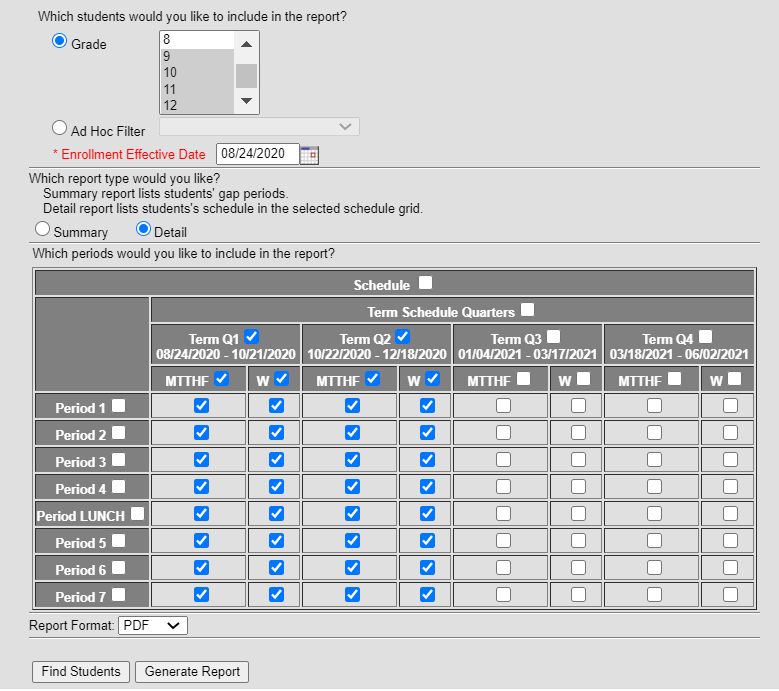 Which students would you like to include in the report?
Grade
8
9
10
11
12
Ad Hoc Filter
* Enrollment Effective Date 08/24/2020
Which report type would you like?
Summary report lists students' gap periods.
Detail report lists students's schedule in the selected schedule grid.
Summary Detail
Which periods would you like to include in the report?
Schedule
Term Schedule Quarters
Term Q1 Term Q2 Term Q3 Term Q4
08/24/2020 - 10/21/2020 10/22/2020 - 12/18/2020 01/04/2021 - 03/17/2021 03/18/2021 - 06/02/2021
MTTHF W MTTHF W MTTHF W MTTHF W
Period 1
Period 2
Period 3
Period 4
Period LUNCH
Period 5
Period 6
Period 7
Report Format: PDF
Find Students Generate Report